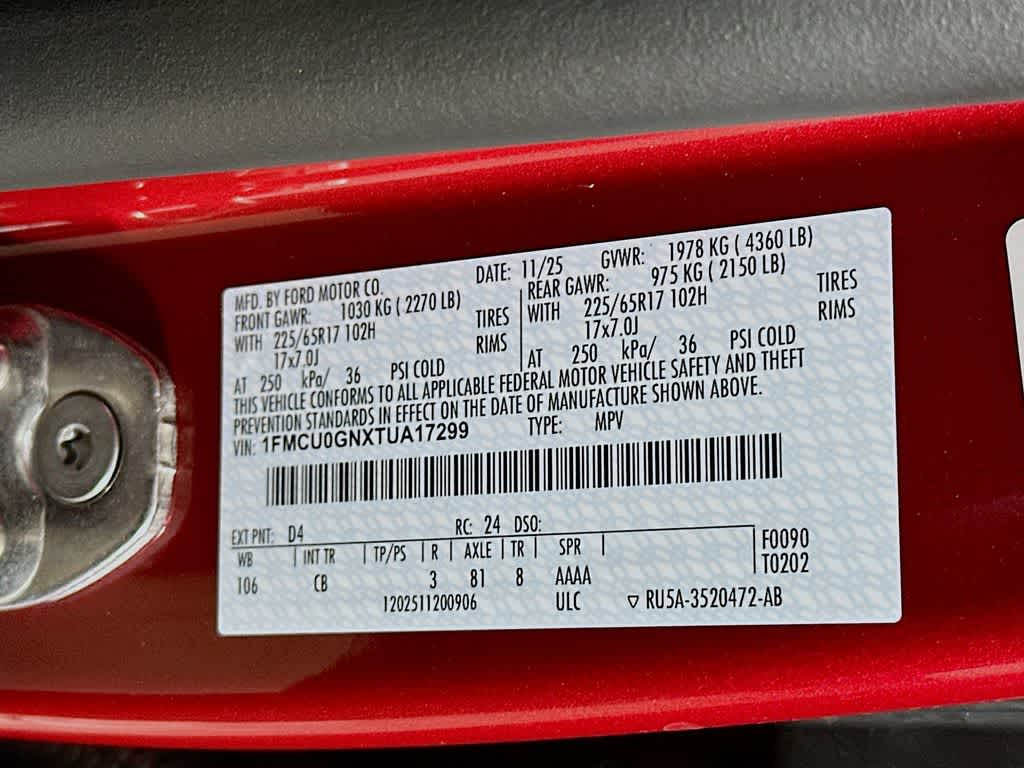 MFD. BY FORD MOTOR CO. DATE: 11/25 GVWR: 1978 KG ( 4360 LB)
FRONT GAWR: 1030 KG ( 2270 LB) REAR GAWR: 975 KG ( 2150 LB)
WITH 225/65R17 102H TIRES WITH 225/65R17 102H TIRES
17x7.0J RIMS 17x7.0J RIMS
AT 250 kPa/ 36 PSI COLD AT 250 kPa/ 36 PSI COLD
THIS VEHICLE CONFORMS TO ALL APPLICABLE FEDERAL MOTOR VEHICLE SAFETY AND THEFT
PREVENTION STANDARDS IN EFFECT ON THE DATE OF MANUFACTURE SHOWN ABOVE.
VIN: 1FMCU0GNXTUA17299 TYPE: MPV
EXT PNT: D4 RC: 24 DSO:
WB INT TR TP/PS R AXLE TR SPR F0090
106 CB 3 81 8 AAAA T0202
1202511200906 ULC ▽ RU5A-3520472-AB